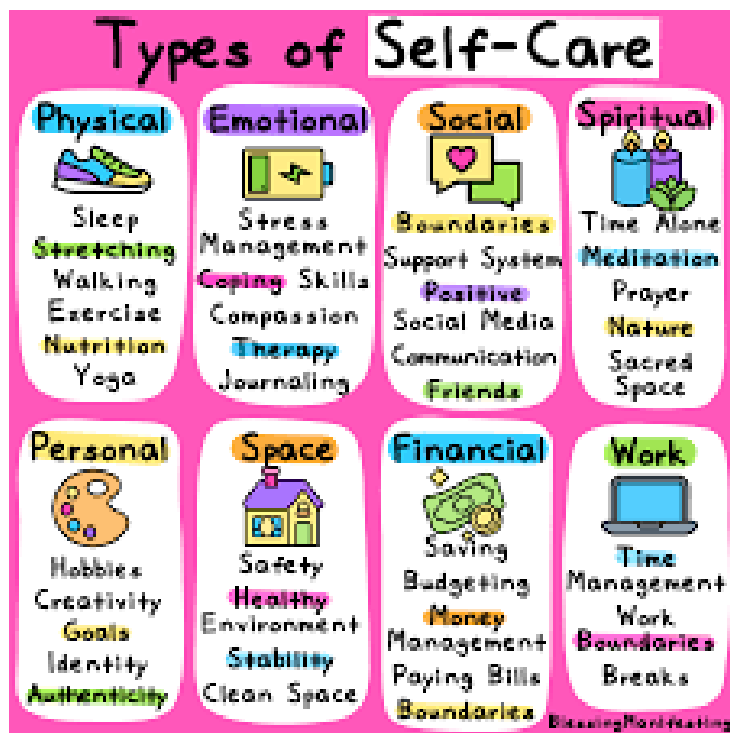 Types of Self-Care
Physical
Sleep
Stretching
Walking
Exercise
Nutrition
Yoga
Emotional
Stress
Management
Coping Skills
Compassion
Therapy
Journaling
Social
Boundaries
Support System
Positive
Social Media
Communication
Friends
Spiritual
Time Alone
Meditation
Prayer
Nature
Sacred
Space
Personal
Hobbies
Creativity
Goals
Identity
Authenticity
Space
Safety
Healthy
Environment
Stability
Clean Space
Financial
Saving
Budgeting
Money
Management
Paying Bills
Boundaries
Work
Time
Management
Work
Boundaries
Breaks
BlessingManifesting